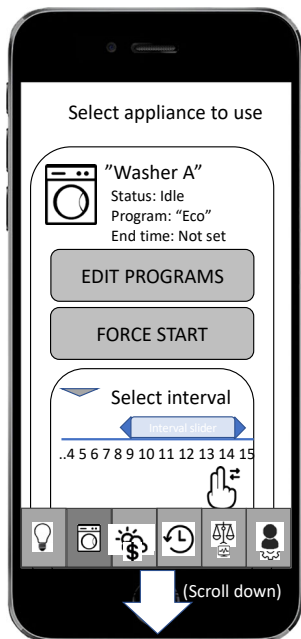 Select appliance to use
”Washer A”
Status: Idle
Program: “Eco”
End time: Not set
EDIT PROGRAMS
FORCE START
Select interval
Interval slider
..4 5 6 7 8 9 10 11 12 13 14 15
$
(Scroll down)